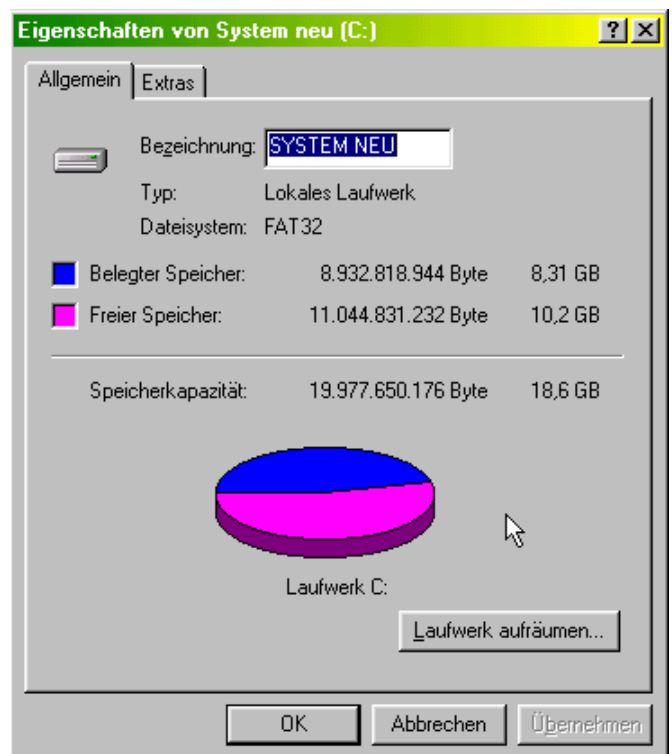 Eigenschaften von System neu (C:)
Allgemein Extras
Bezeichnung: SYSTEM NEU
Typ: Lokales Laufwerk
Dateisystem: FAT32
Belegter Speicher: 8.932.818.944 Byte 8,31 GB
Freier Speicher: 11.044.831.232 Byte 10,2 GB
Speicherkapazität: 19.977.650.176 Byte 18,6 GB
Laufwerk C:
Laufwerk aufräumen...
OK Abbrechen Übernehmen